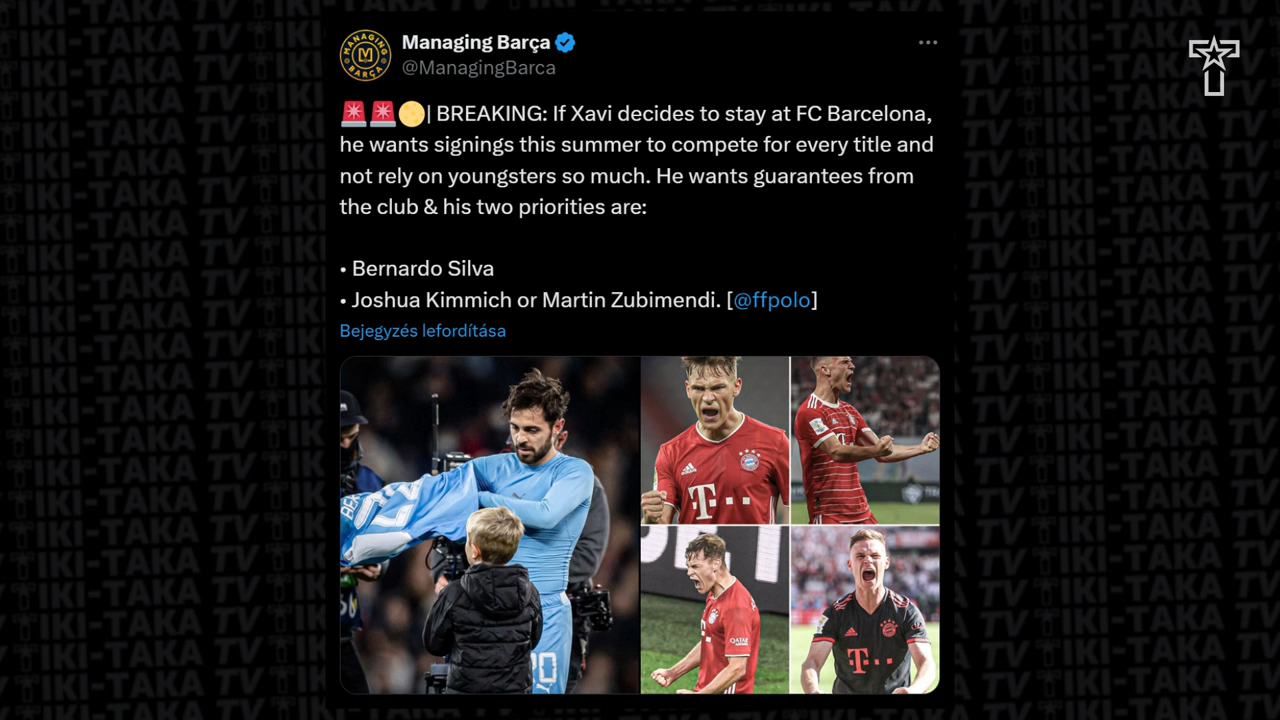 Managing Barça
@ManagingBarca
🚨🚨🌕| BREAKING: If Xavi decides to stay at FC Barcelona,
he wants signings this summer to compete for every title and
not rely on youngsters so much. He wants guarantees from
the club & his two priorities are:
• Bernardo Silva
• Joshua Kimmich or Martin Zubimendi. [@ffpolo]
Bejegyzés lefordítása